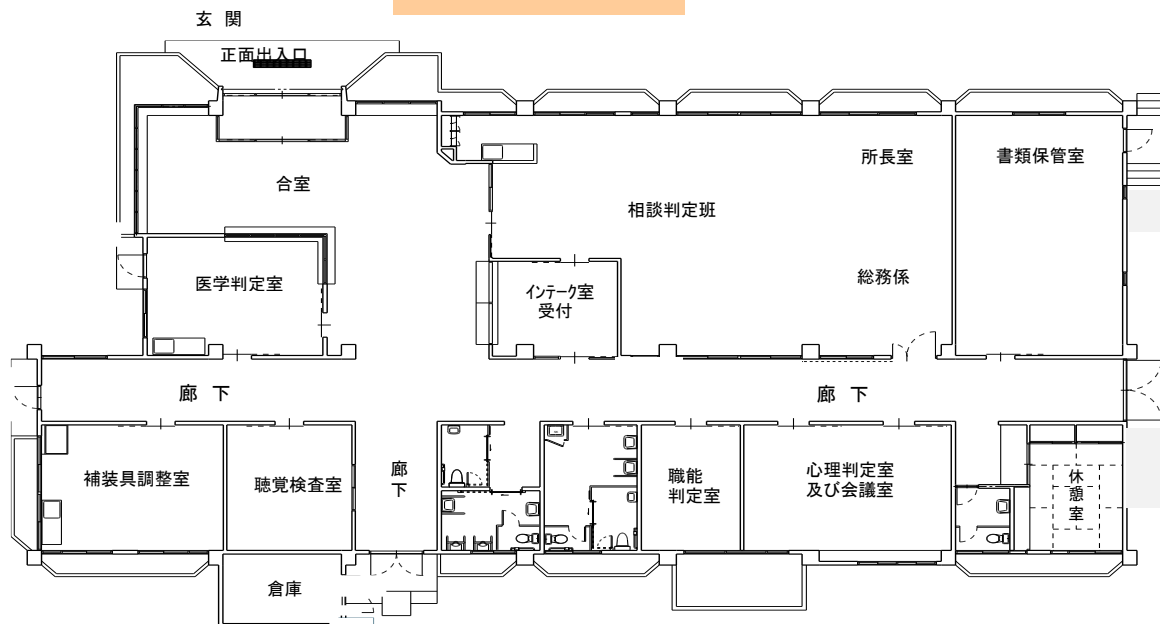 玄 関
正面出入口
合室
相談判定班
所長室
書類保管室
医学判定室
インテーク室
受付
総務係
廊 下
廊 下
補装具調整室
聴覚検査室
廊
下
職能
判定室
心理判定室
及び会議室
休
憩
室
倉庫